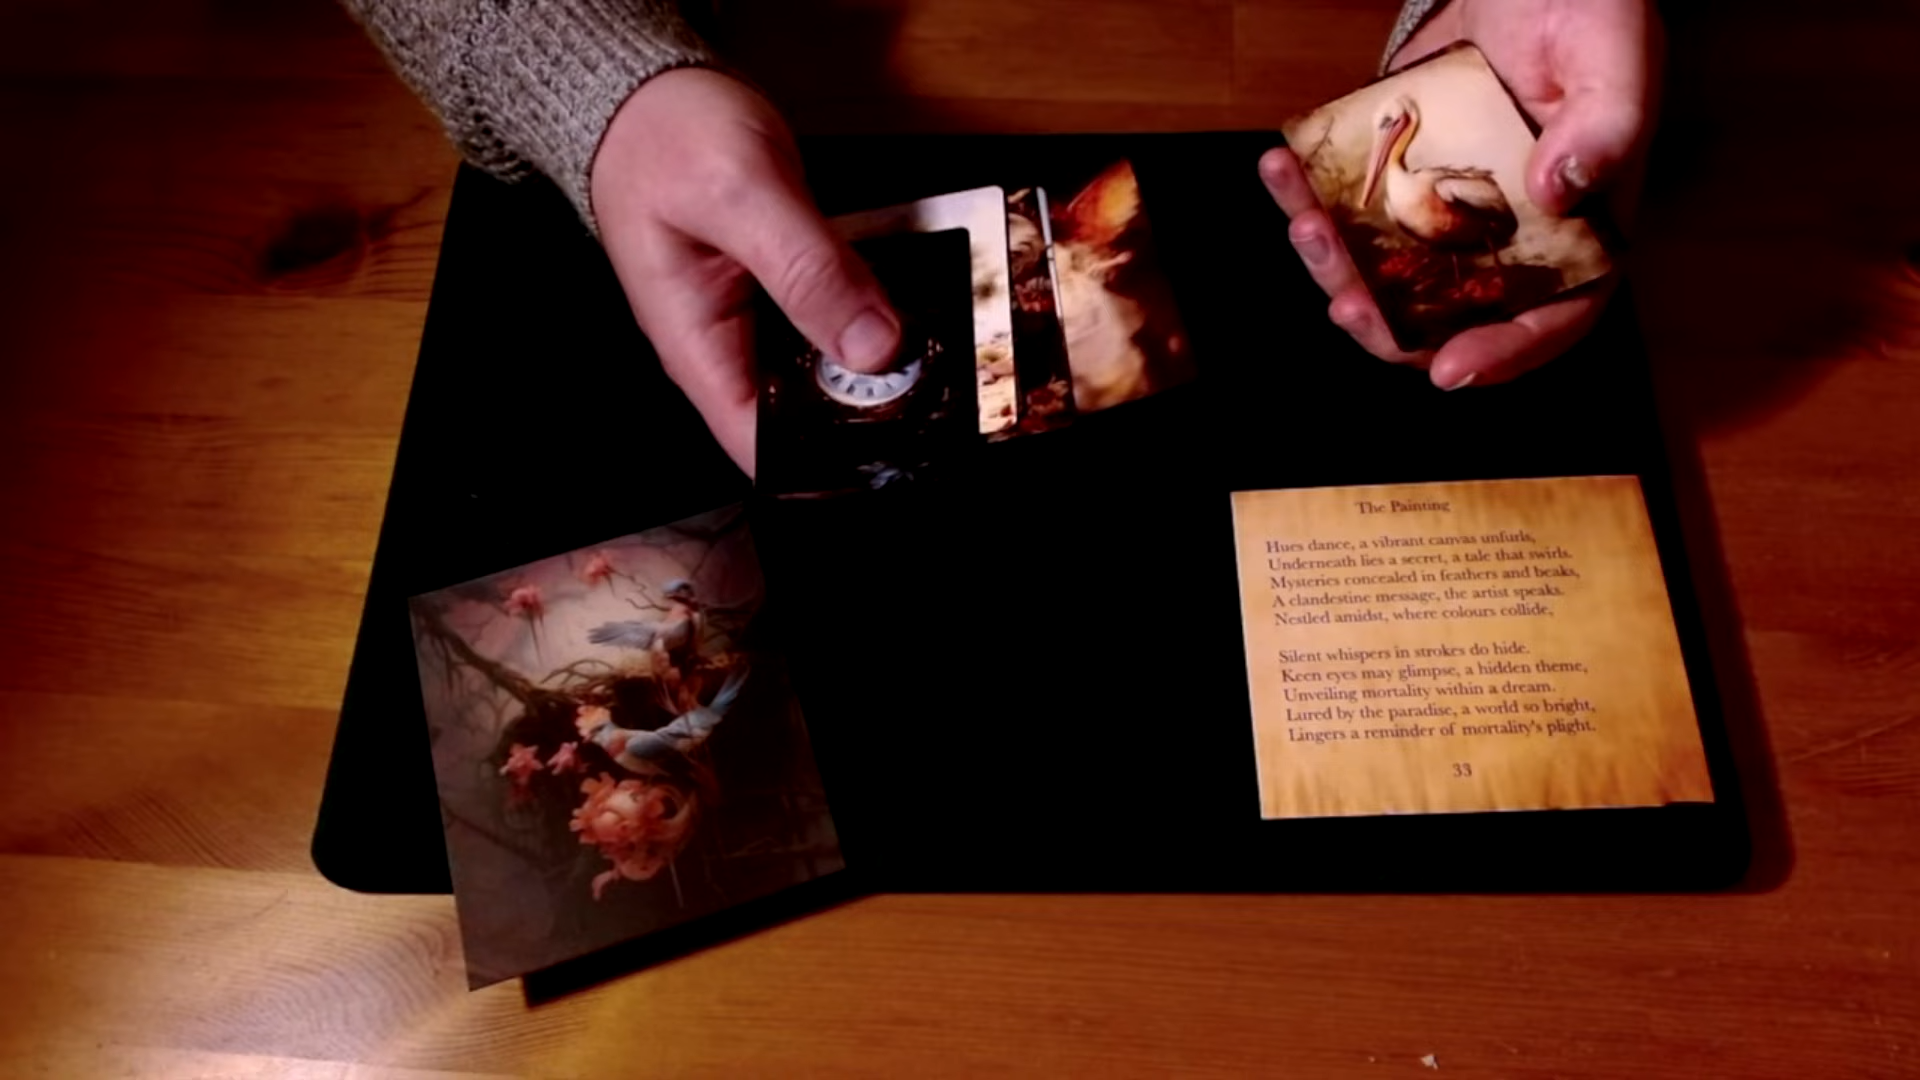 The Painting
Hues dance, a vibrant canvas unfurls,
Underneath lies a secret, a tale that swirls.
Mysteries concealed in feathers and beaks,
A clandestine message, the artist speaks.
Nestled amidst, where colours collide,
Silent whispers in strokes do hide.
Keen eyes may glimpse, a hidden theme,
Unveiling mortality within a dream.
Lured by the paradise, a world so bright,
Lingers a reminder of mortality's plight.
33